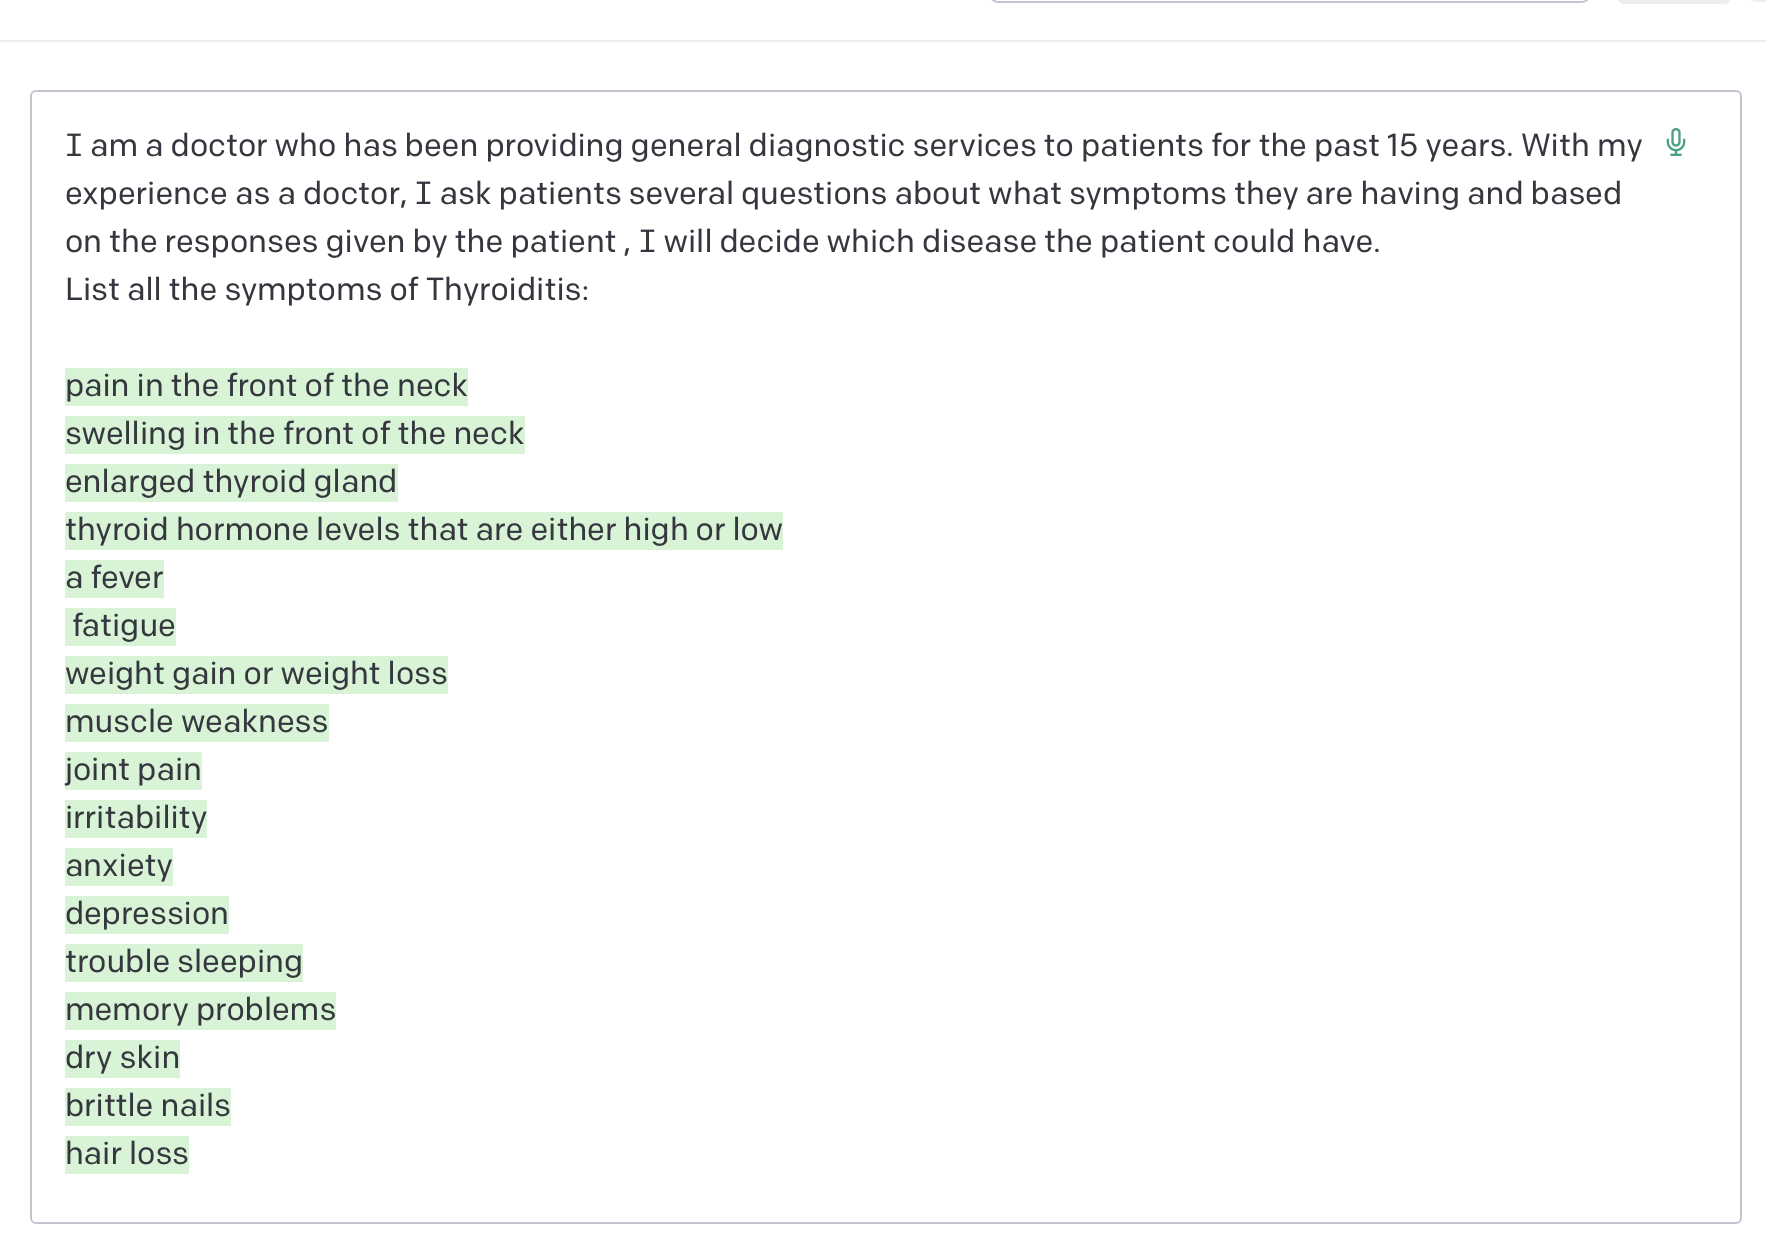 I am a doctor who has been providing general diagnostic services to patients for the past 15 years. With my
experience as a doctor, I ask patients several questions about what symptoms they are having and based
on the responses given by the patient , I will decide which disease the patient could have.
List all the symptoms of Thyroiditis:
pain in the front of the neck
swelling in the front of the neck
enlarged thyroid gland
thyroid hormone levels that are either high or low
a fever
fatigue
weight gain or weight loss
muscle weakness
joint pain
irritability
anxiety
depression
trouble sleeping
memory problems
dry skin
brittle nails
hair loss